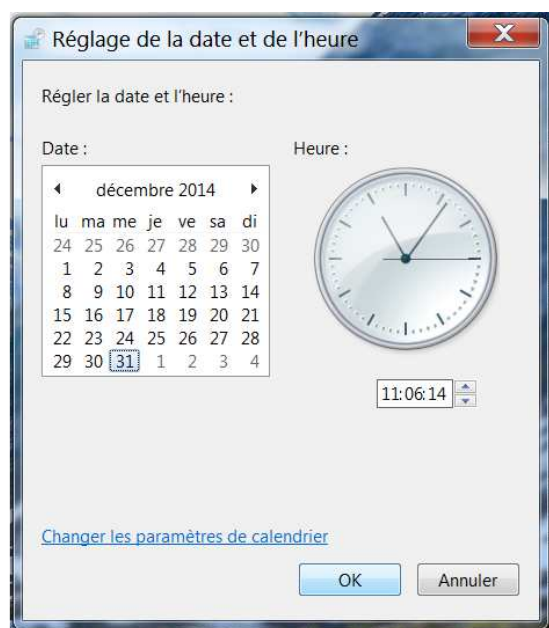 Réglage de la date et de l'heure
X
Régler la date et l'heure :
Date :
Heure :
décembre 2014
lu ma me je ve sa di
24 25 26 27 28 29 30
1 2 3 4 5 6 7
8 9 10 11 12 13 14
15 16 17 18 19 20 21
22 23 24 25 26 27 28
29 30 31 1 2 3 4
11:06:14
Changer les paramètres de calendrier
OK
Annuler